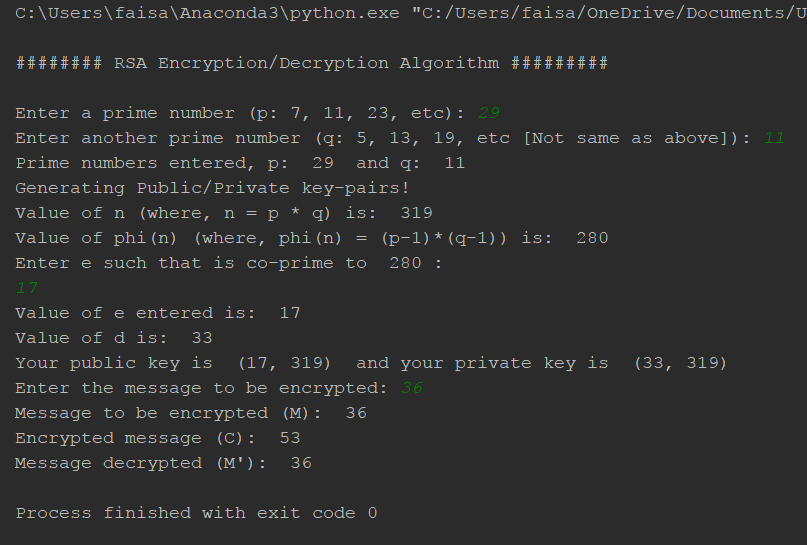 C:\Users\faisa\Anaconda3\python.exe "C:/Users/faisa/OneDrive/Documents/U
######## RSA Encryption/Decryption Algorithm #########
Enter a prime number (p: 7, 11, 23, etc): 29
Enter another prime number (q: 5, 13, 19, etc [Not same as above]): 11
Prime numbers entered, p:  29  and q:  11
Generating Public/Private key-pairs!
Value of n (where, n = p * q) is:  319
Value of phi(n) (where, phi(n) = (p-1)*(q-1)) is:  280
Enter e such that is co-prime to  280 :
17
Value of e entered is:  17
Value of d is:  33
Your public key is  (17, 319)  and your private key is  (33, 319)
Enter the message to be encrypted: 36
Message to be encrypted (M):  36
Encrypted message (C):  53
Message decrypted (M'):  36
Process finished with exit code 0